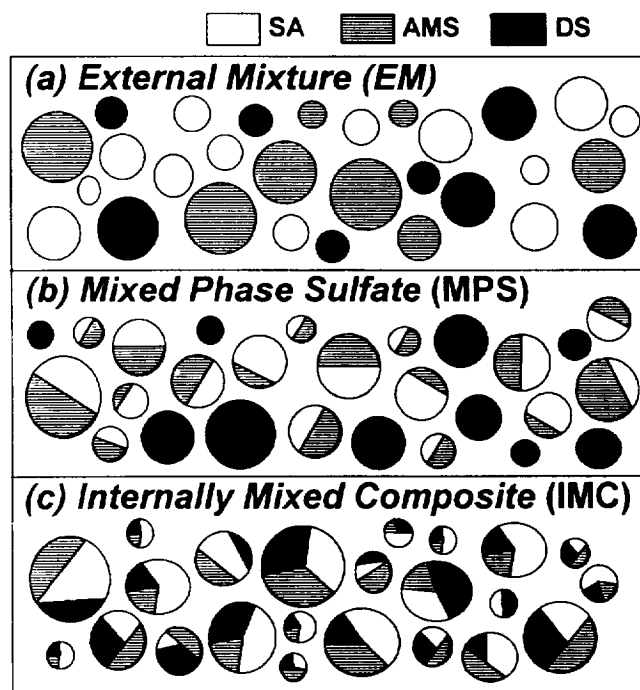 SA AMS DS
(a) External Mixture (EM)
(b) Mixed Phase Sulfate (MPS)
(c) Internally Mixed Composite (IMC)